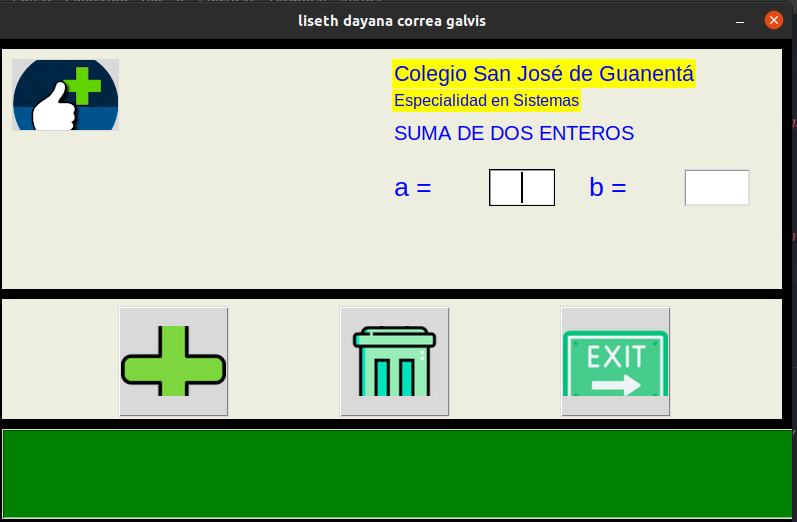 liseth dayana correa galvis
Colegio San José de Guanentá
Especialidad en Sistemas
SUMA DE DOS ENTEROS
a = b =
EXIT